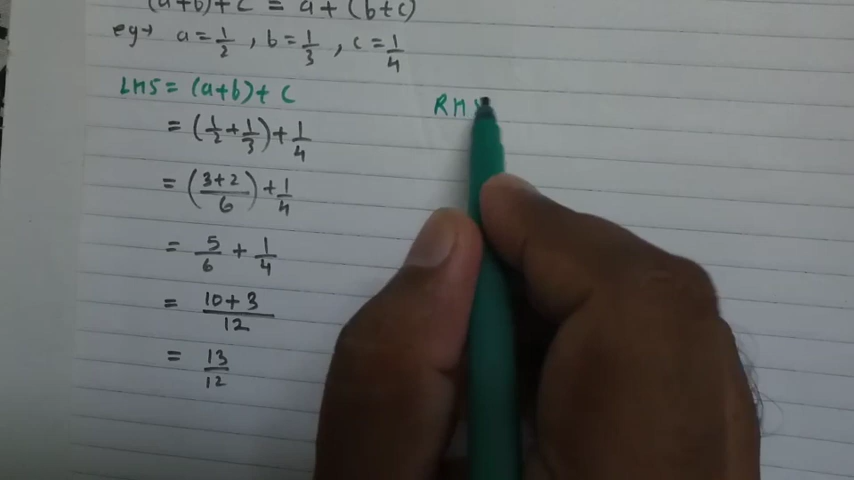 (a+b)+c = a+(b+c)
eg→ a=1/2, b=1/3, c=1/4
LHS = (a+b)+c
= (1/2+1/3)+1/4
= (3+2/6)+1/4
= 5/6 + 1/4
= 10+3/12
= 13/12
RHS